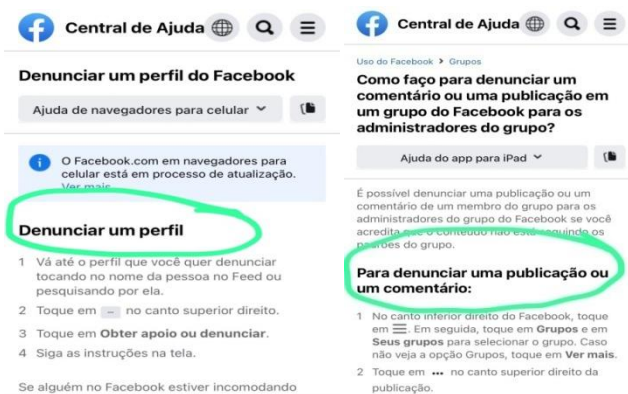 Central de Ajuda
Denunciar um perfil do Facebook
Ajuda de navegadores para celular
O Facebook.com em navegadores para
celular está em processo de atualização.
Ver mais
Denunciar um perfil
1 Vá até o perfil que você quer denunciar
tocando no nome da pessoa no Feed ou
pesquisando por ela.
2 Toque em ... no canto superior direito.
3 Toque em Obter apoio ou denunciar.
4 Siga as instruções na tela.
Se alguém no Facebook estiver incomodando
Central de Ajuda
Uso do Facebook > Grupos
Como faço para denunciar um
comentário ou uma publicação em
um grupo do Facebook para os
administradores do grupo?
Ajuda do app para iPad
É possível denunciar uma publicação ou um
comentário de um membro do grupo para os
administradores do grupo do Facebook se você
acredita que o conteúdo não está seguindo os
padrões do grupo.
Para denunciar uma publicação ou
um comentário:
1 No canto inferior direito do Facebook, toque
em ☰. Em seguida, toque em Grupos e em
Seus grupos para selecionar o grupo. Caso
não veja a opção Grupos, toque em Ver mais.
2 Toque em ... no canto superior direito da
publicação.